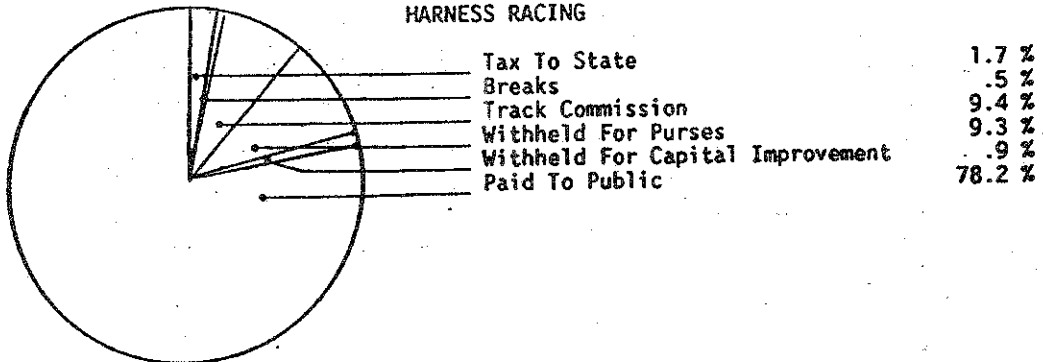 HARNESS RACING
Tax To State 1.7 %
Breaks .5 %
Track Commission 9.4 %
Withheld For Purses 9.3 %
Withheld For Capital Improvement .9 %
Paid To Public 78.2 %